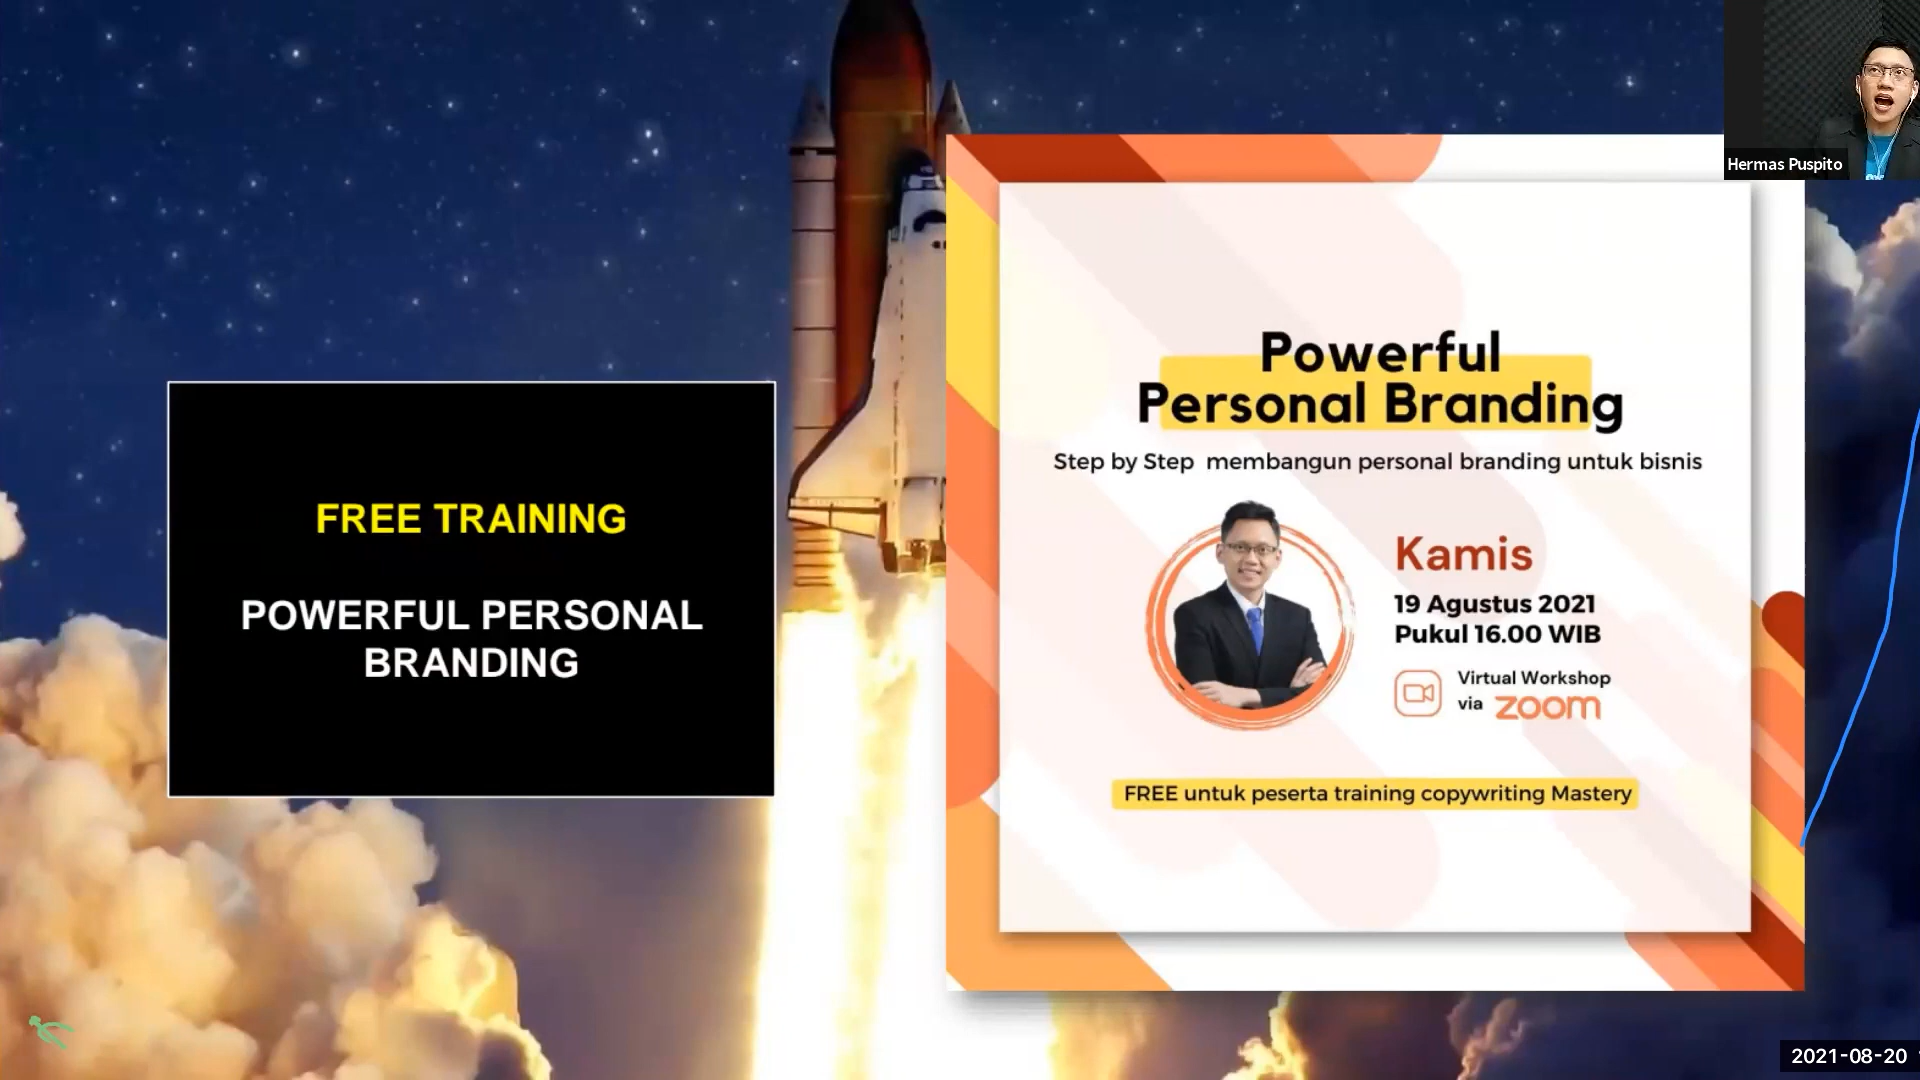 Hermas Puspito
FREE TRAINING
POWERFUL PERSONAL
BRANDING
Powerful
Personal Branding
Step by Step membangun personal branding untuk bisnis
Kamis
19 Agustus 2021
Pukul 16.00 WIB
Virtual Workshop
via zoom
FREE untuk peserta training copywriting Mastery
2021-08-20